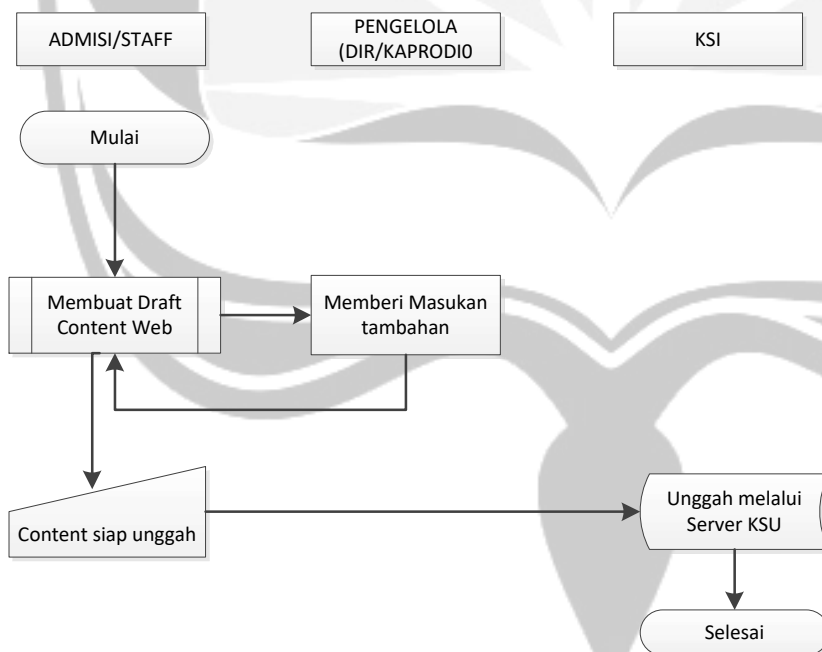 ADMISI/STAFF
PENGELOLA
(DIR/KAPRODI0
KSI
Mulai
Membuat Draft
Content Web
Memberi Masukan
tambahan
Content siap unggah
Unggah melalui
Server KSU
Selesai